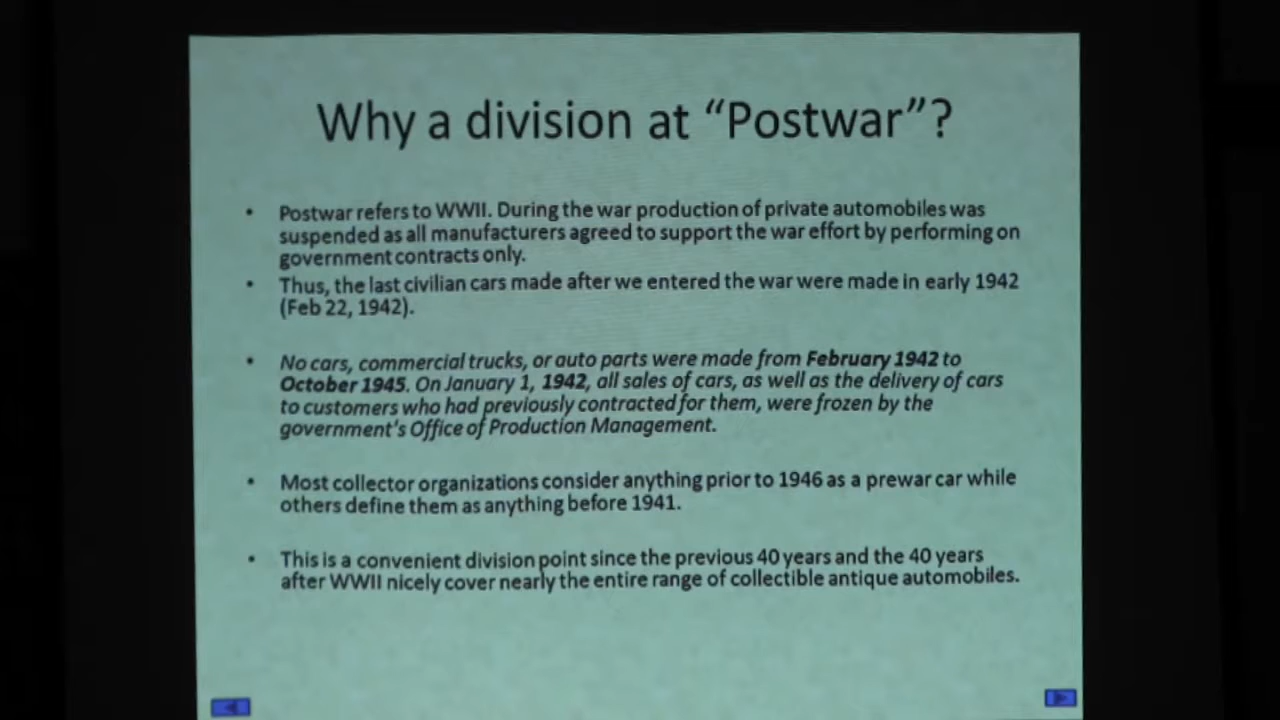 Why a division at “Postwar”?
• Postwar refers to WWII. During the war production of private automobiles was
suspended as all manufacturers agreed to support the war effort by performing on
government contracts only.
• Thus, the last civilian cars made after we entered the war were made in early 1942
(Feb 22, 1942).
• No cars, commercial trucks, or auto parts were made from February 1942 to
October 1945. On January 1, 1942, all sales of cars, as well as the delivery of cars
to customers who had previously contracted for them, were frozen by the
government's Office of Production Management.
• Most collector organizations consider anything prior to 1946 as a prewar car while
others define them as anything before 1941.
• This is a convenient division point since the previous 40 years and the 40 years
after WWII nicely cover nearly the entire range of collectible antique automobiles.